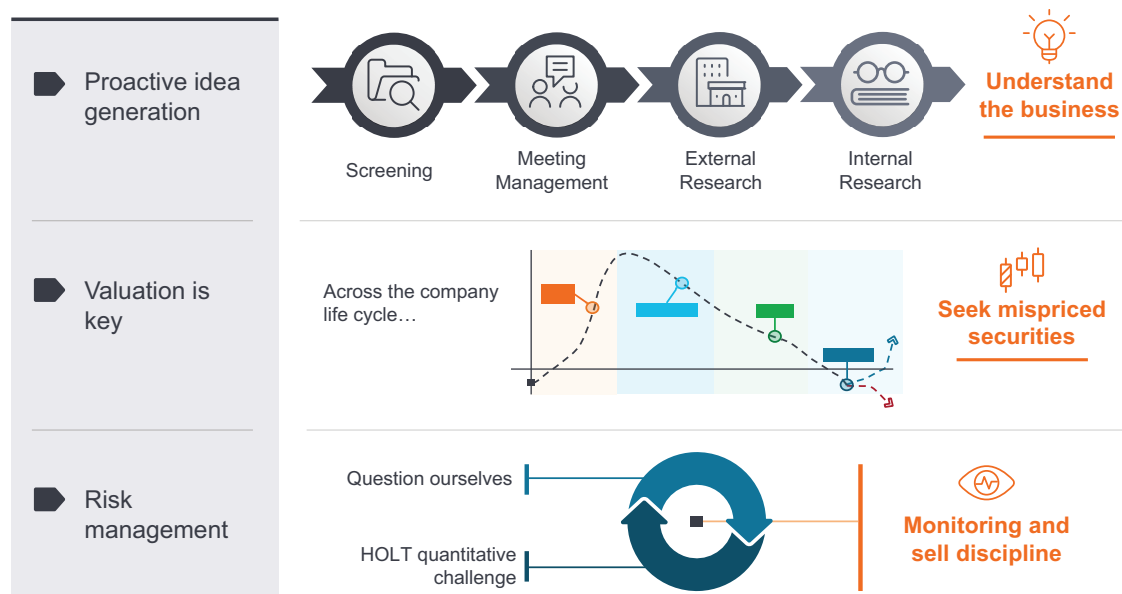 Proactive idea
generation
Screening
Meeting
Management
External
Research
Internal
Research
Understand
the business
Valuation is
key
Across the company
life cycle…
Seek mispriced
securities
Risk
management
Question ourselves
HOLT quantitative
challenge
Monitoring and
sell discipline